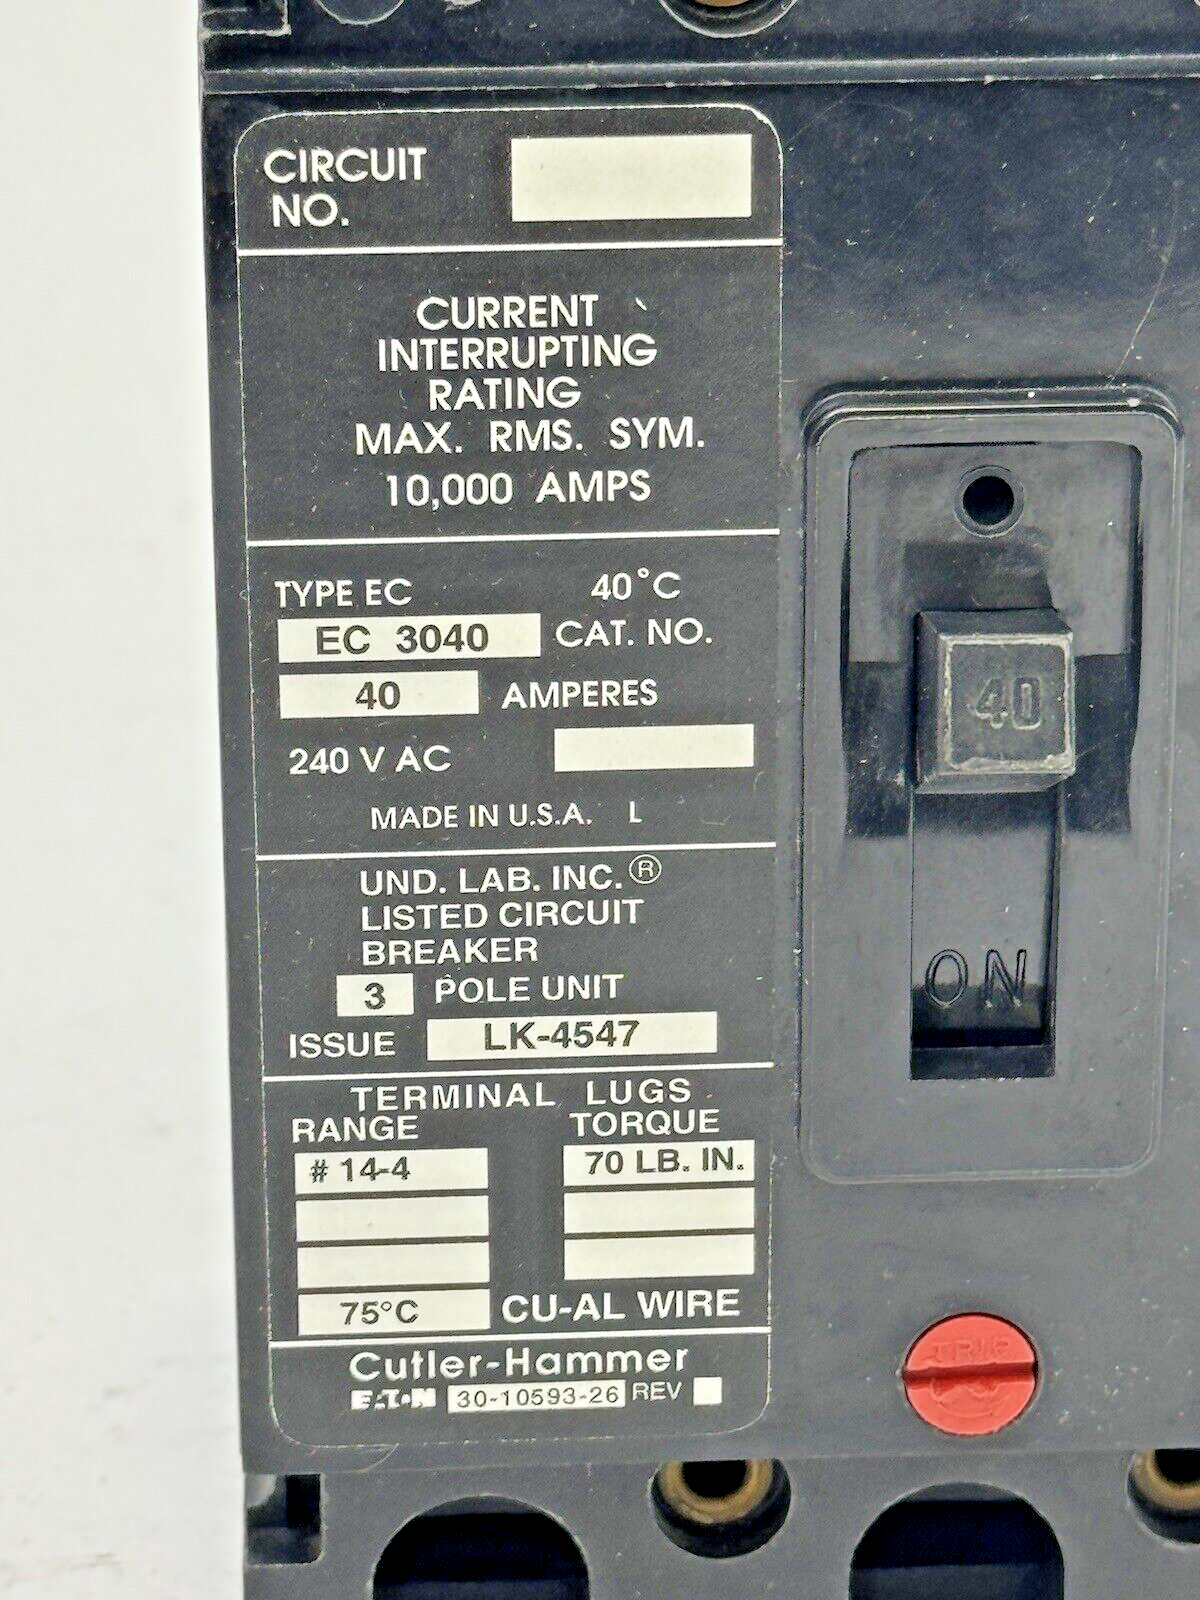 CIRCUIT
NO.
CURRENT
INTERRUPTING
RATING
MAX. RMS. SYM.
10,000 AMPS
TYPE EC 40°C
EC 3040 CAT. NO.
40 AMPERES
240 V AC
MADE IN U.S.A. L
UND. LAB. INC.®
LISTED CIRCUIT
BREAKER
3 POLE UNIT
ISSUE LK-4547
TERMINAL LUGS
RANGE TORQUE
# 14-4 70 LB. IN.
75°C CU-AL WIRE
Cutler-Hammer
EATON 30-10593-26 REV
40
ON
TRIP